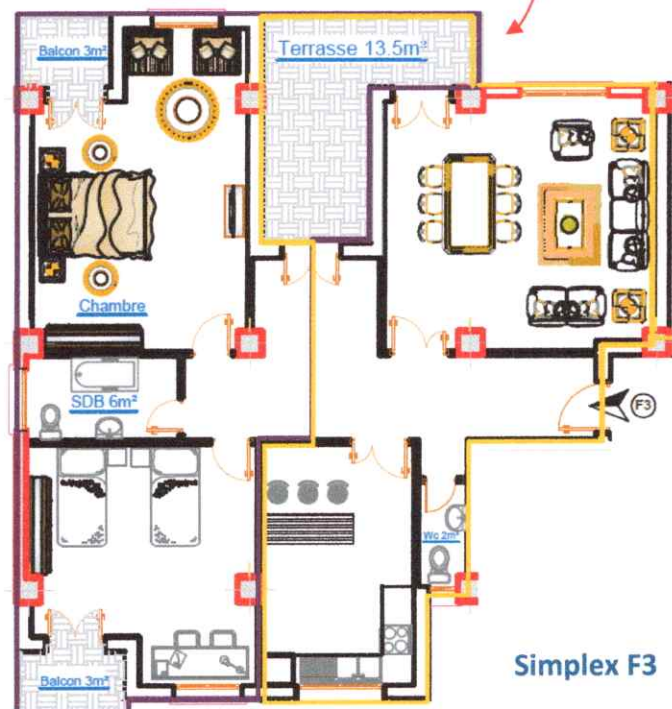 Balcon 3m²
Terrasse 13.5m²
Chambre
SDB 6m²
F3
Wc 2m²
Balcon 3m²
Simplex F3